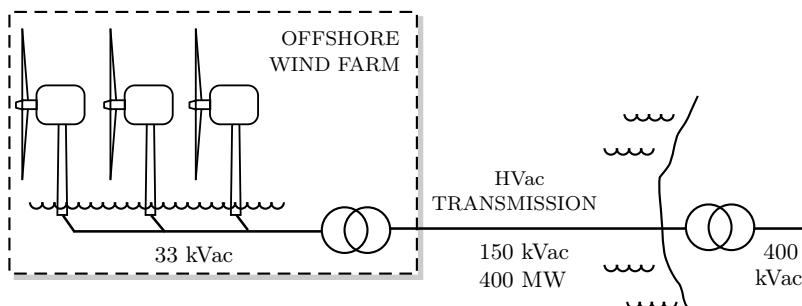 OFFSHORE
WIND FARM
HVac
TRANSMISSION
33 kVac
150 kVac
400 MW
400
kVac